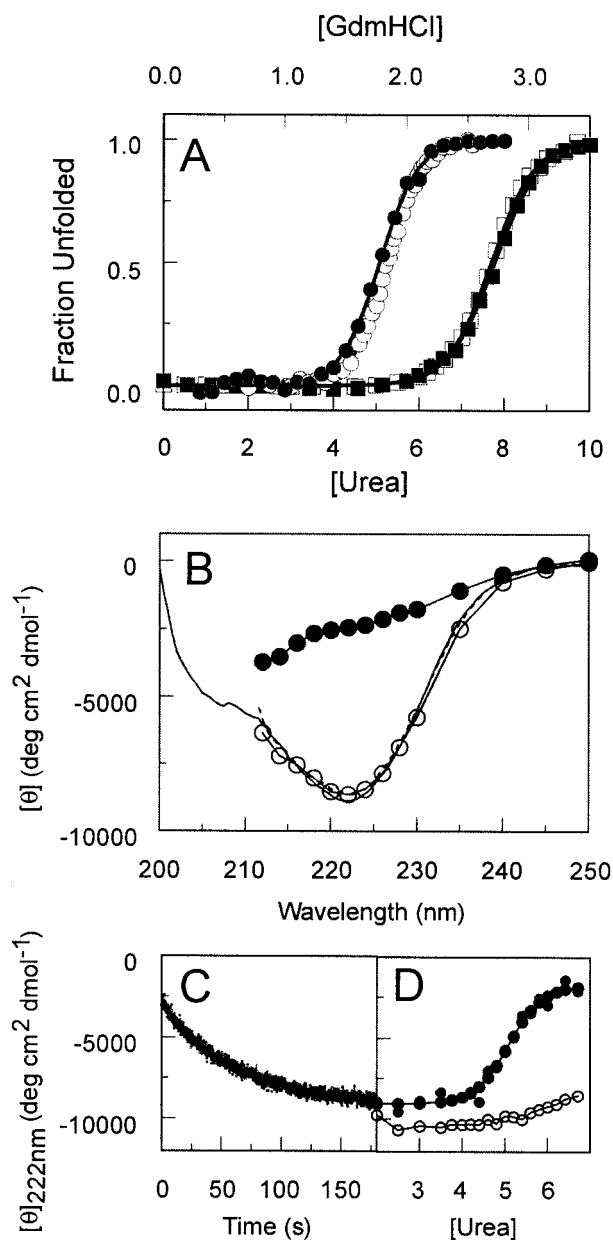 [GdmHCl]
0.0 1.0 2.0 3.0
A
Fraction Unfolded
1.0
0.5
0.0
0 2 4 6 8 10
[Urea]
B
[θ] (deg cm² dmol⁻¹)
0
-5000
-10000
200 210 220 230 240 250
Wavelength (nm)
C D
[θ]222nm (deg cm² dmol⁻¹)
0
-5000
-10000
0 50 100 150 3 4 5 6
Time (s) [Urea]